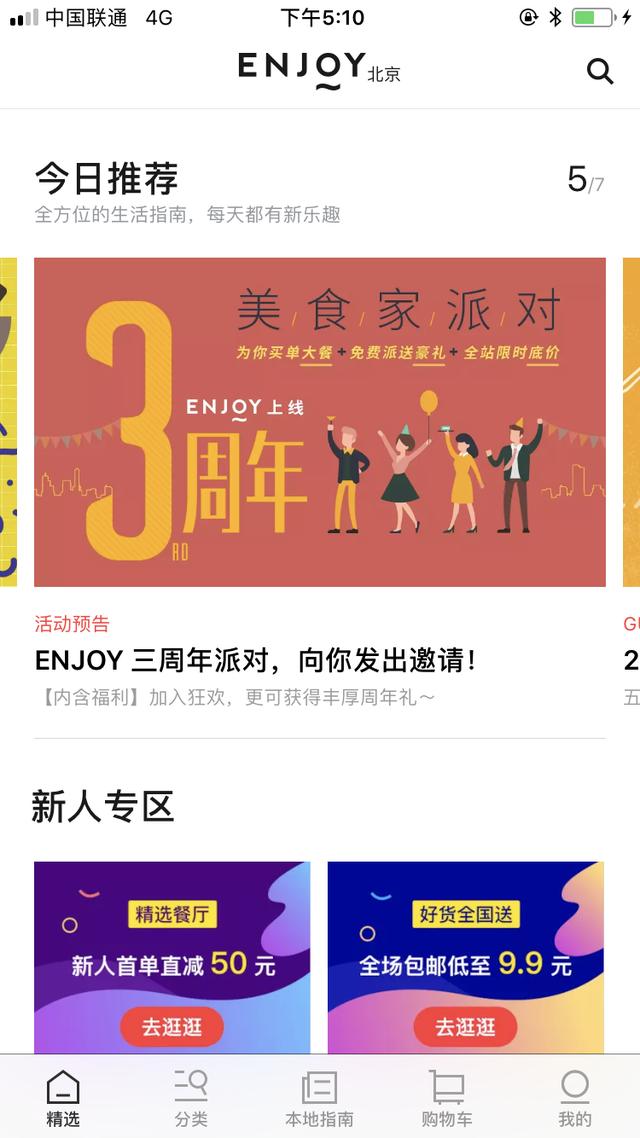 中国联通 4G 下午5:10
ENJOY 北京
今日推荐 5/7
全方位的生活指南，每天都有新乐趣
美/食/家/派/对
为你买单大餐+免费派送豪礼+全站限时底价
3
ENJOY上线
周年
RD
活动预告
GU
ENJOY 三周年派对，向你发出邀请！
2
【内含福利】加入狂欢，更可获得丰厚周年礼～
五
新人专区
精选餐厅
新人首单直减 50 元
去逛逛
好货全国送
全场包邮低至 9.9 元
去逛逛
精选 分类 本地指南 购物车 我的